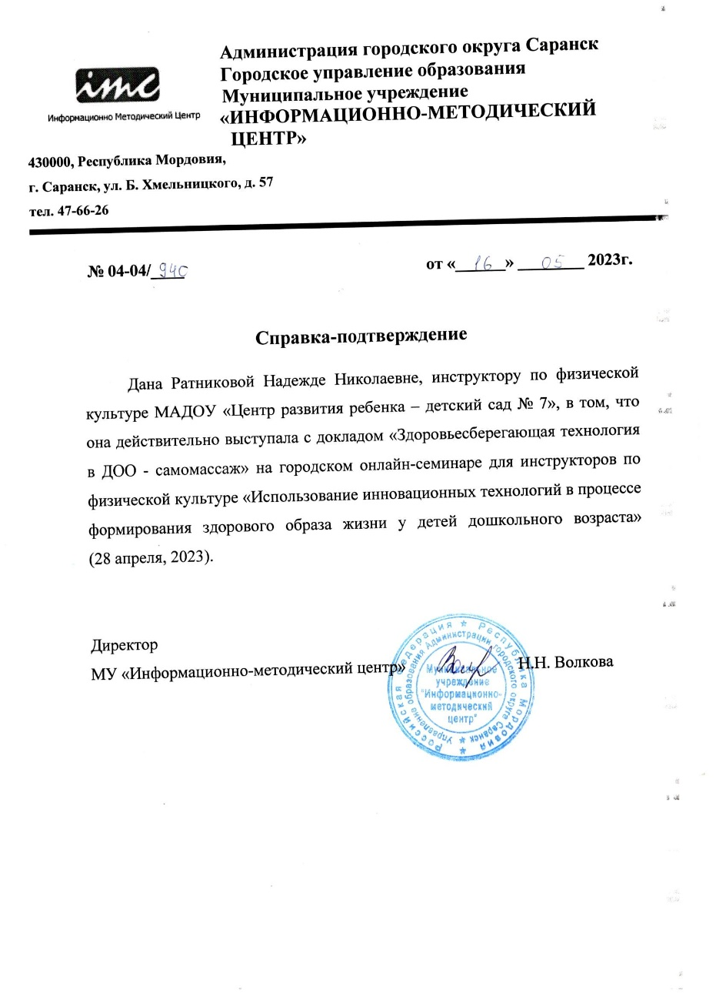 Администрация городского округа Саранск
Городское управление образования
Муниципальное учреждение
«ИНФОРМАЦИОННО-МЕТОДИЧЕСКИЙ
ЦЕНТР»
imc
Информационно Методический Центр
430000, Республика Мордовия,
г. Саранск, ул. Б. Хмельницкого, д. 57
тел. 47-66-26
№ 04-04/ от «16» 05 2023г.
Справка-подтверждение
Дана Ратниковой Надежде Николаевне, инструктору по физической
культуре МАДОУ «Центр развития ребенка – детский сад № 7», в том, что
она действительно выступала с докладом «Здоровьесберегающая технология
в ДОО - самомассаж» на городском онлайн-семинаре для инструкторов по
физической культуре «Использование инновационных технологий в процессе
формирования здорового образа жизни у детей дошкольного возраста»
(28 апреля, 2023).
Директор
МУ «Информационно-методический центр» Н.Н. Волкова
Российская Федерация ★ Республика Мордовия ★
Управление образования Администрации городского округа Саранск ★
Муниципальное
учреждение
"Информационно-
методический
центр"